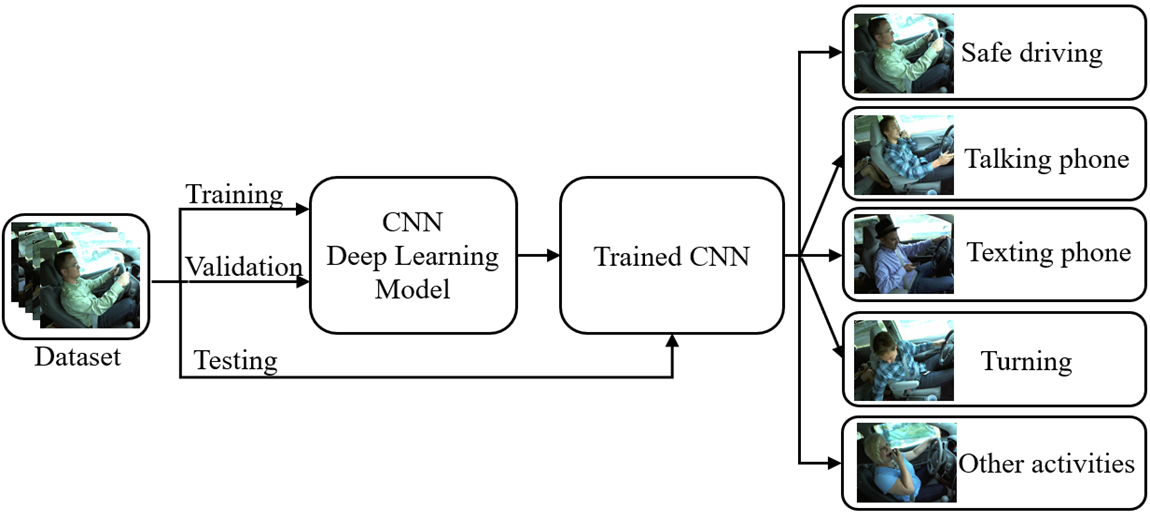 Dataset
Training
Validation
Testing
CNN
Deep Learning
Model
Trained CNN
Safe driving
Talking phone
Texting phone
Turning
Other activities